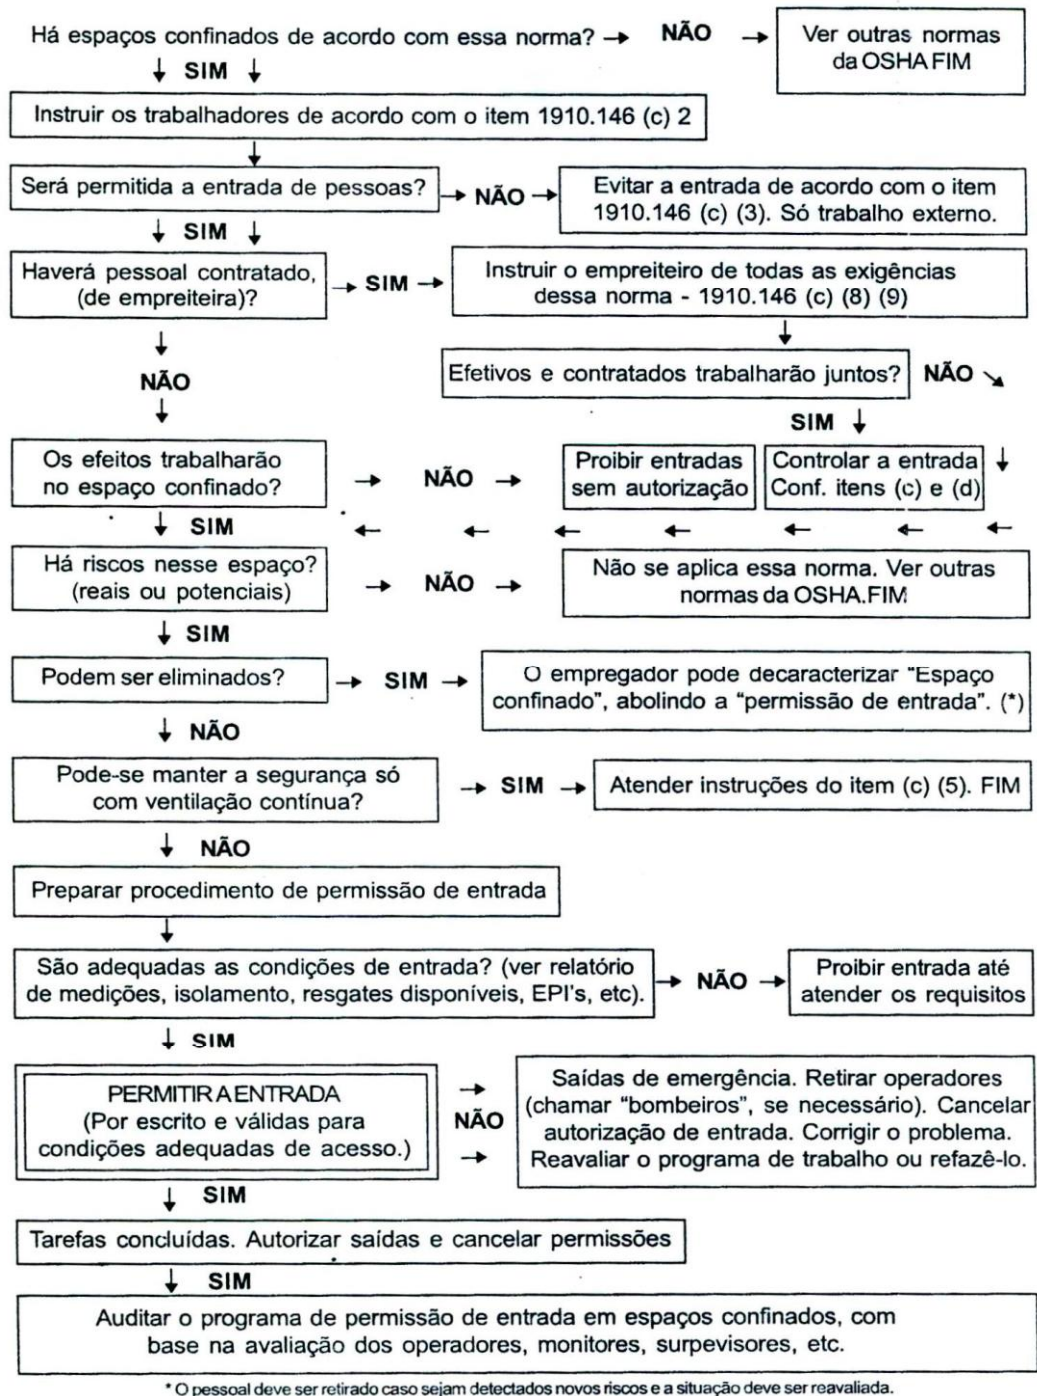 Há espaços confinados de acordo com essa norma? → NÃO → Ver outras normas
da OSHA FIM
↓ SIM ↓
Instruir os trabalhadores de acordo com o item 1910.146 (c) 2
↓
Será permitida a entrada de pessoas? → NÃO → Evitar a entrada de acordo com o item
1910.146 (c) (3). Só trabalho externo.
↓ SIM ↓
Haverá pessoal contratado,
(de empreiteira)?
→ SIM →
Instruir o empreiteiro de todas as exigências
dessa norma - 1910.146 (c) (8) (9)
↓
↓
NÃO
↓
Efetivos e contratados trabalharão juntos? NÃO ↘
SIM ↓
Os efeitos trabalharão
no espaço confinado?
→ NÃO →
Proibir entradas
sem autorização
Controlar a entrada
Conf. itens (c) e (d)
↓
↓ SIM ← ← ← ← ← ←
Há riscos nesse espaço?
(reais ou potenciais)
→ NÃO →
Não se aplica essa norma. Ver outras
normas da OSHA.FIM
↓ SIM
Podem ser eliminados? → SIM →
O empregador pode decaracterizar “Espaço
confinado”, abolindo a “permissão de entrada”. (*)
↓ NÃO
Pode-se manter a segurança só
com ventilação contínua?
→ SIM → Atender instruções do item (c) (5). FIM
↓ NÃO
Preparar procedimento de permissão de entrada
↓
São adequadas as condições de entrada? (ver relatório
de medições, isolamento, resgates disponíveis, EPI's, etc).
→ NÃO →
Proibir entrada até
atender os requisitos
↓ SIM
PERMITIR A ENTRADA
(Por escrito e válidas para
condições adequadas de acesso.)
→
NÃO
→
Saídas de emergência. Retirar operadores
(chamar “bombeiros”, se necessário). Cancelar
autorização de entrada. Corrigir o problema.
Reavaliar o programa de trabalho ou refazê-lo.
↓ SIM
Tarefas concluídas. Autorizar saídas e cancelar permissões
↓ SIM
Auditar o programa de permissão de entrada em espaços confinados, com
base na avaliação dos operadores, monitores, surpevisores, etc.
* O pessoal deve ser retirado caso sejam detectados novos riscos e a situação deve ser reavaliada.